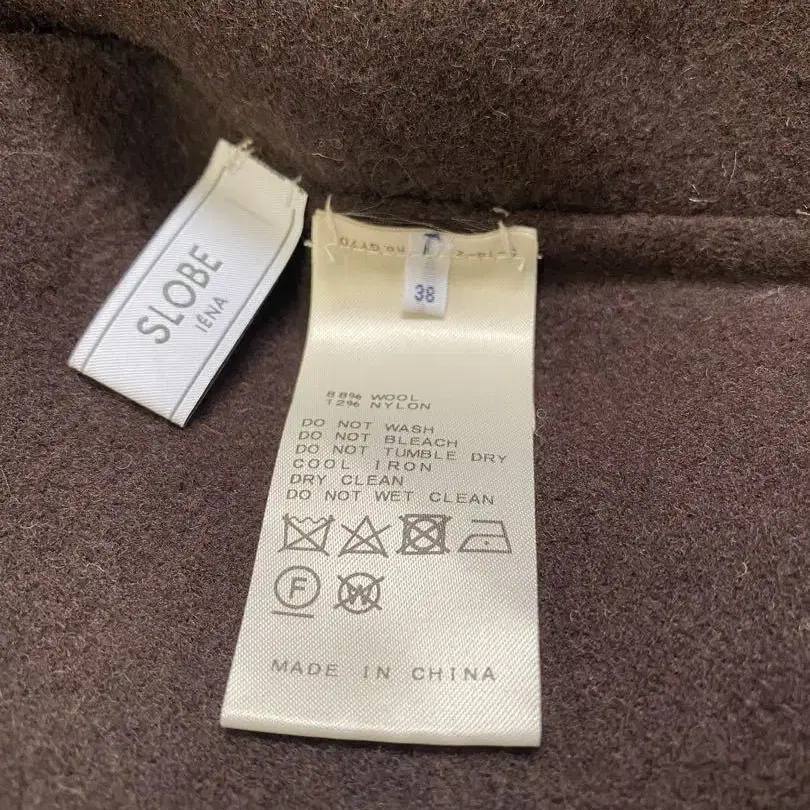 SLOBE
IÉNA
38
88% WOOL
12% NYLON
DO NOT WASH
DO NOT BLEACH
DO NOT TUMBLE DRY
COOL IRON
DRY CLEAN
DO NOT WET CLEAN
F
W
MADE IN CHINA